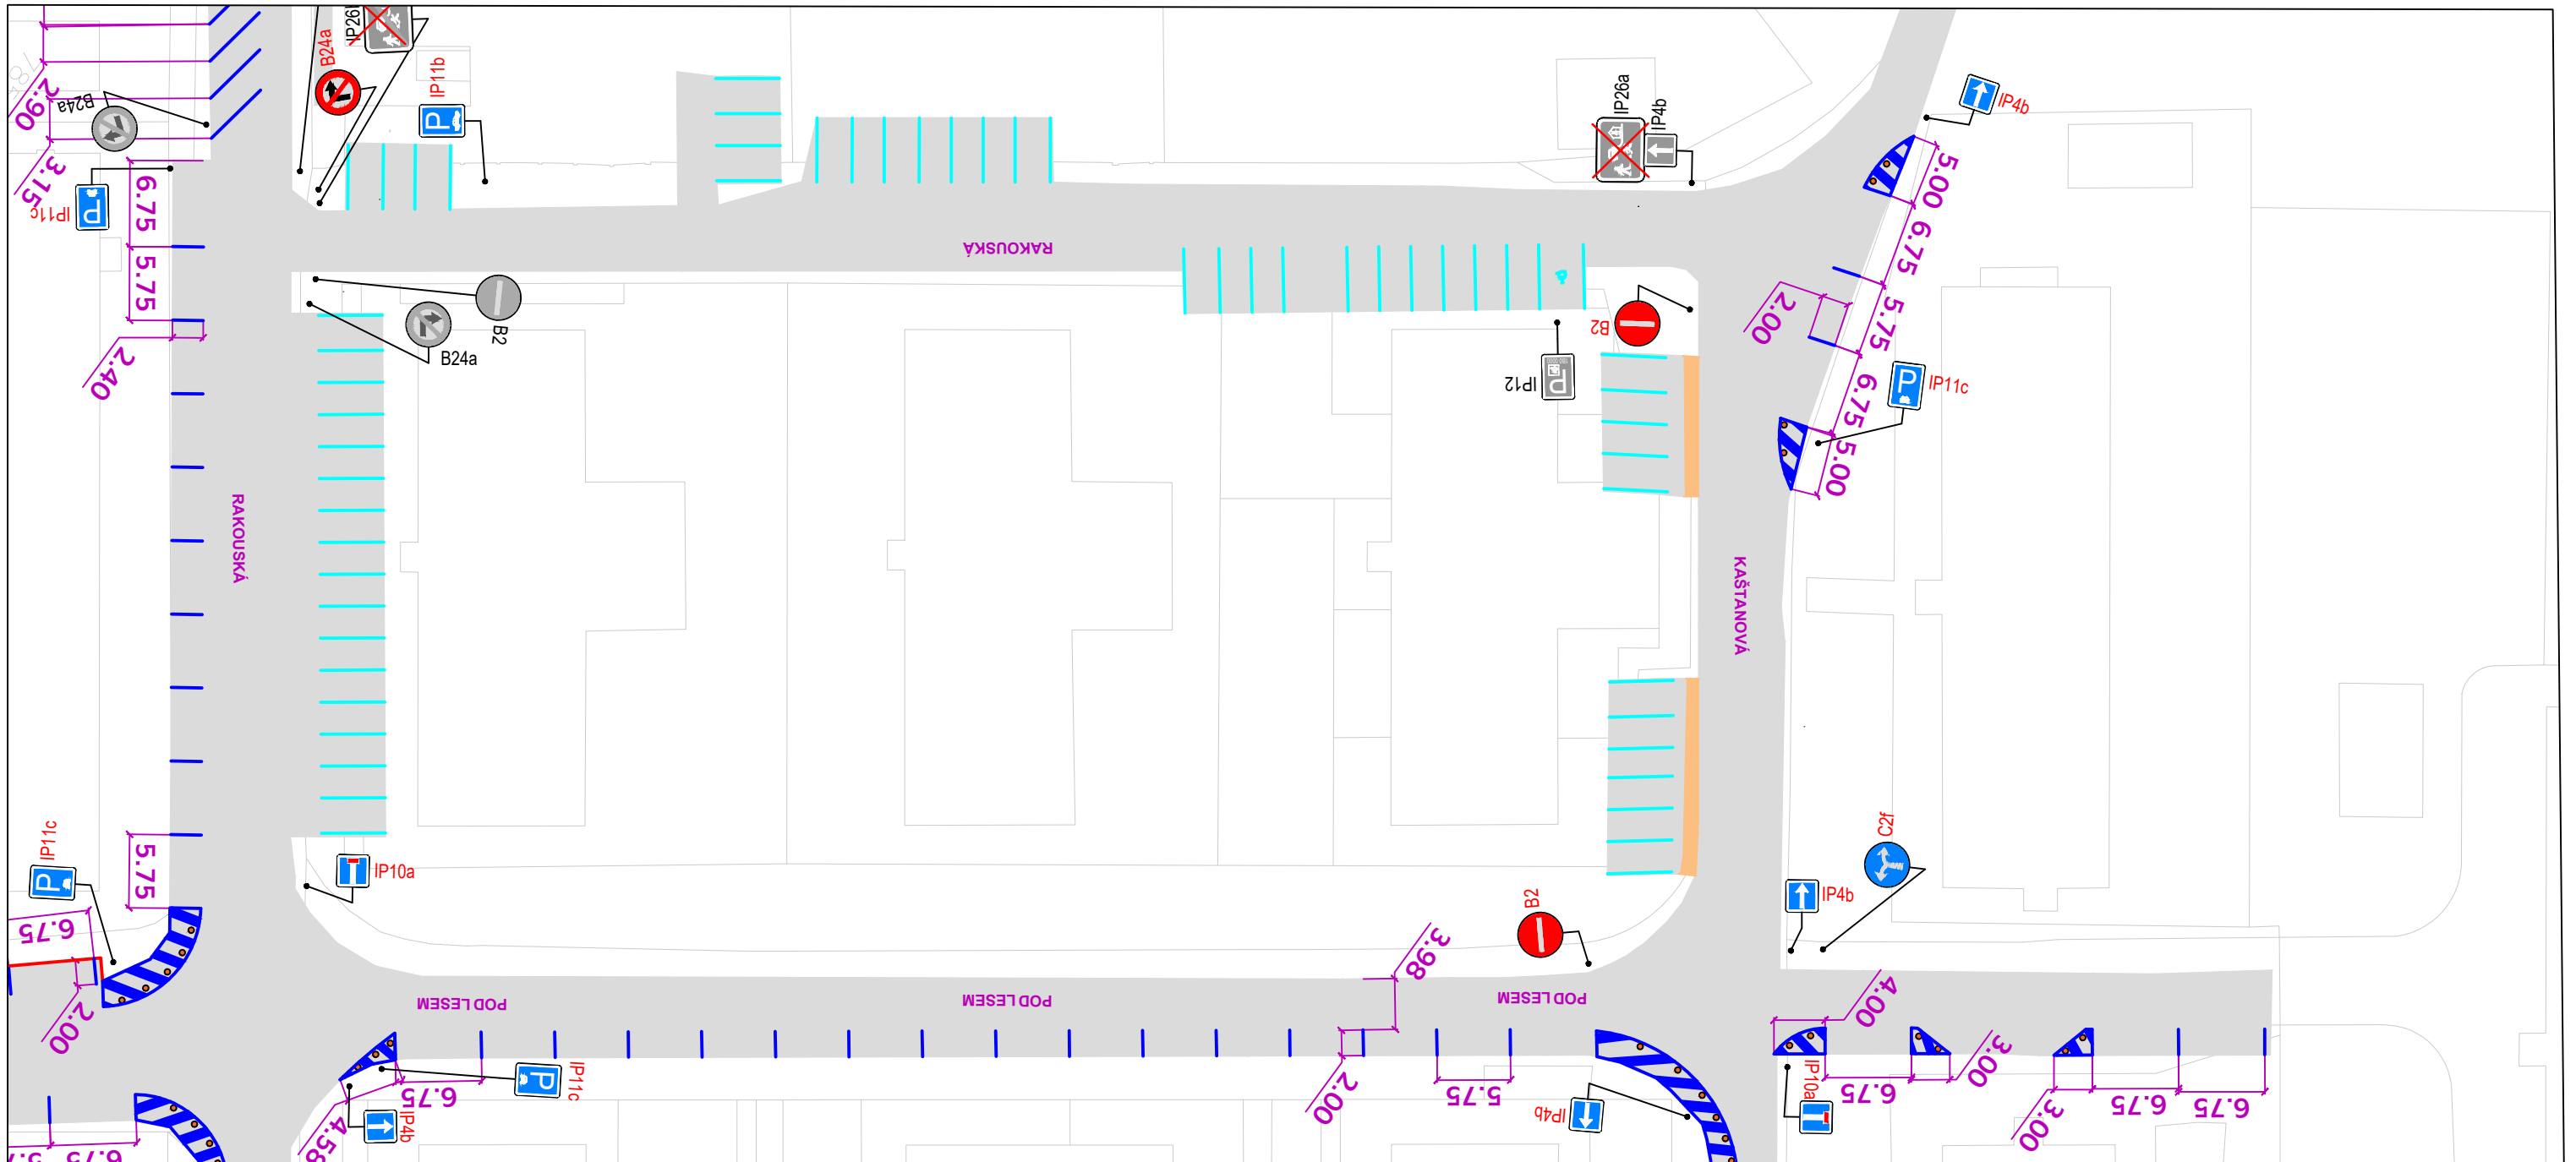 IP26
B24a
IP11b
2.90
B24a
3.15
IP11c
6.75
5.75
2.40
RAKOUSKÁ
B2
B24a
RAKOUSKÁ
IP26a
IP4b
IP4b
5.00
6.75
5.75
2.00
6.75
5.00
IP11c
B2
IP12
KAŠTANOVÁ
IP11c
5.75
6.75
2.00
IP10a
POD LESEM
POD LESEM
POD LESEM
3.98
B2
C2f
IP4b
4.00
IP11c
6.75
4.58
IP4b
2.00
5.75
IP4b
IP10a
6.75
3.00
3.00
6.75
6.75
6.75
P
P
P
P
P
P